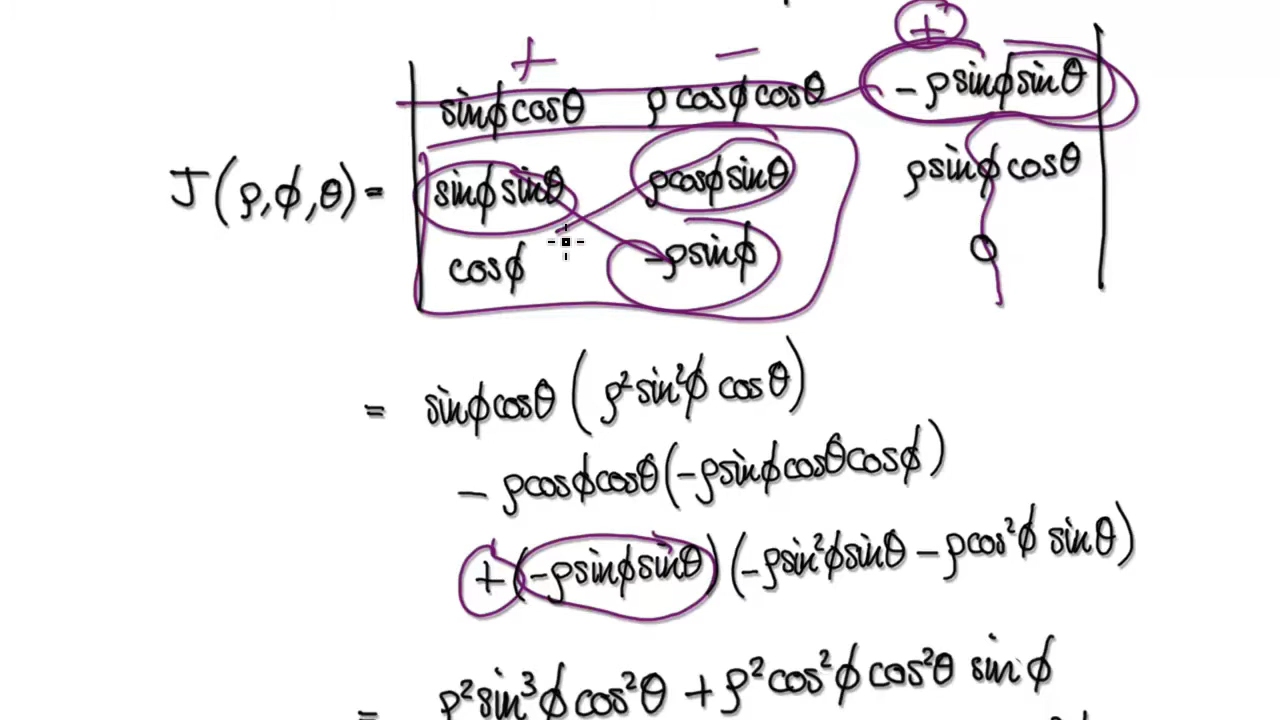 + − +
sinϕcosθ ρcosϕcosθ −ρsinϕsinθ
J(ρ,ϕ,θ)= sinϕsinθ ρcosϕsinθ ρsinϕcosθ
cosϕ −ρsinϕ 0
= sinϕcosθ(ρ²sin²ϕ cosθ)
− ρcosϕcosθ(−ρsinϕcosθcosϕ)
+(−ρsinϕsinθ)(−ρsin²ϕsinθ − ρcos²ϕ sinθ)
= ρ²sin³ϕcos²θ + ρ²cos²ϕcos²θ sinϕ